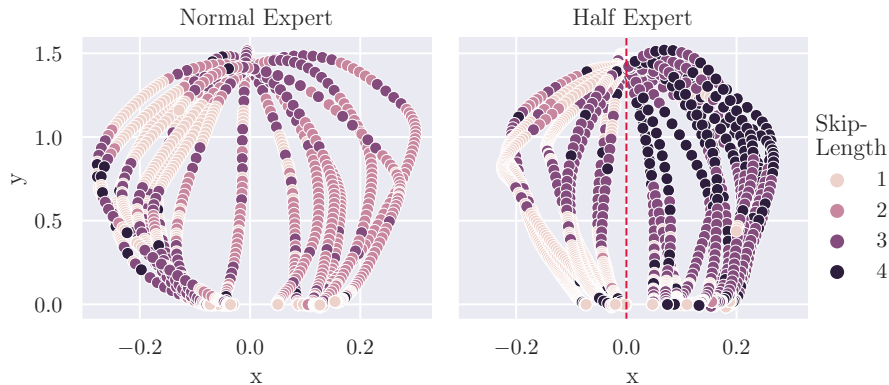 Normal Expert
Half Expert
1.5
1.0
0.5
0.0
y
−0.2
0.0
0.2
x
−0.2
0.0
0.2
x
Skip-
Length
1
2
3
4